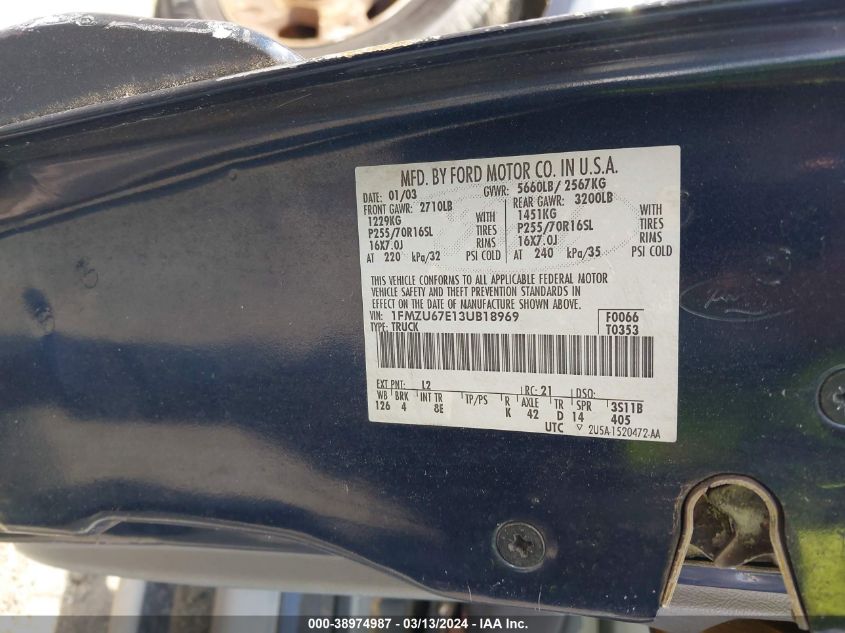 MFD. BY FORD MOTOR CO. IN U.S.A.
DATE: 01/03 GVWR: 5660LB/ 2567KG
FRONT GAWR: 2710LB REAR GAWR: 3200LB
1229KG WITH 1451KG WITH
P255/70R16SL TIRES P255/70R16SL TIRES
16X7.0J RIMS 16X7.0J RIMS
AT 220 kPa/32 PSI COLD AT 240 kPa/35 PSI COLD
THIS VEHICLE CONFORMS TO ALL APPLICABLE FEDERAL MOTOR
VEHICLE SAFETY AND THEFT PREVENTION STANDARDS IN
EFFECT ON THE DATE OF MANUFACTURE SHOWN ABOVE.
VIN: 1FMZU67E13UB18969 F0066
TYPE: TRUCK T0353
EXT PNT: L2 RC: 21 DSO:
WB BRK INT TR TP/PS R AXLE TR SPR 3S11B
126 4 8E K 42 D 14 405
UTC ▽ 2U5A-1520472-AA
000-38974987 - 03/13/2024 - IAA Inc.